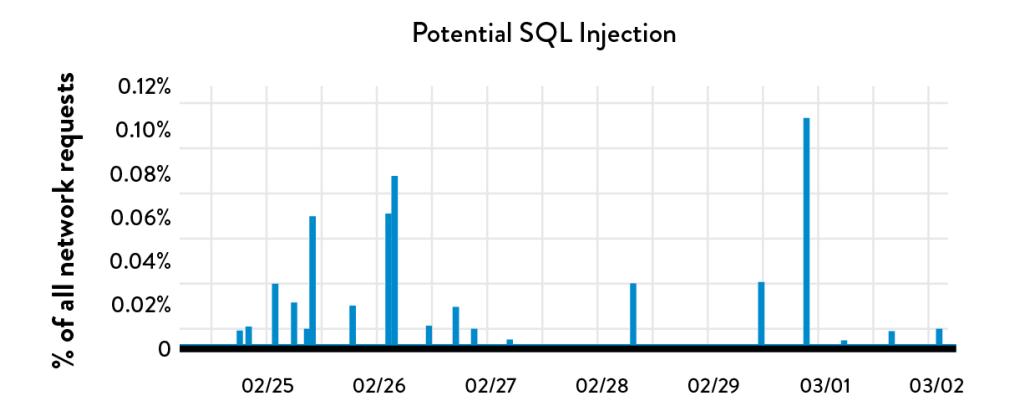 Potential SQL Injection
% of all network requests
0.12%
0.10%
0.08%
0.06%
0.04%
0.02%
0
02/25 02/26 02/27 02/28 02/29 03/01 03/02